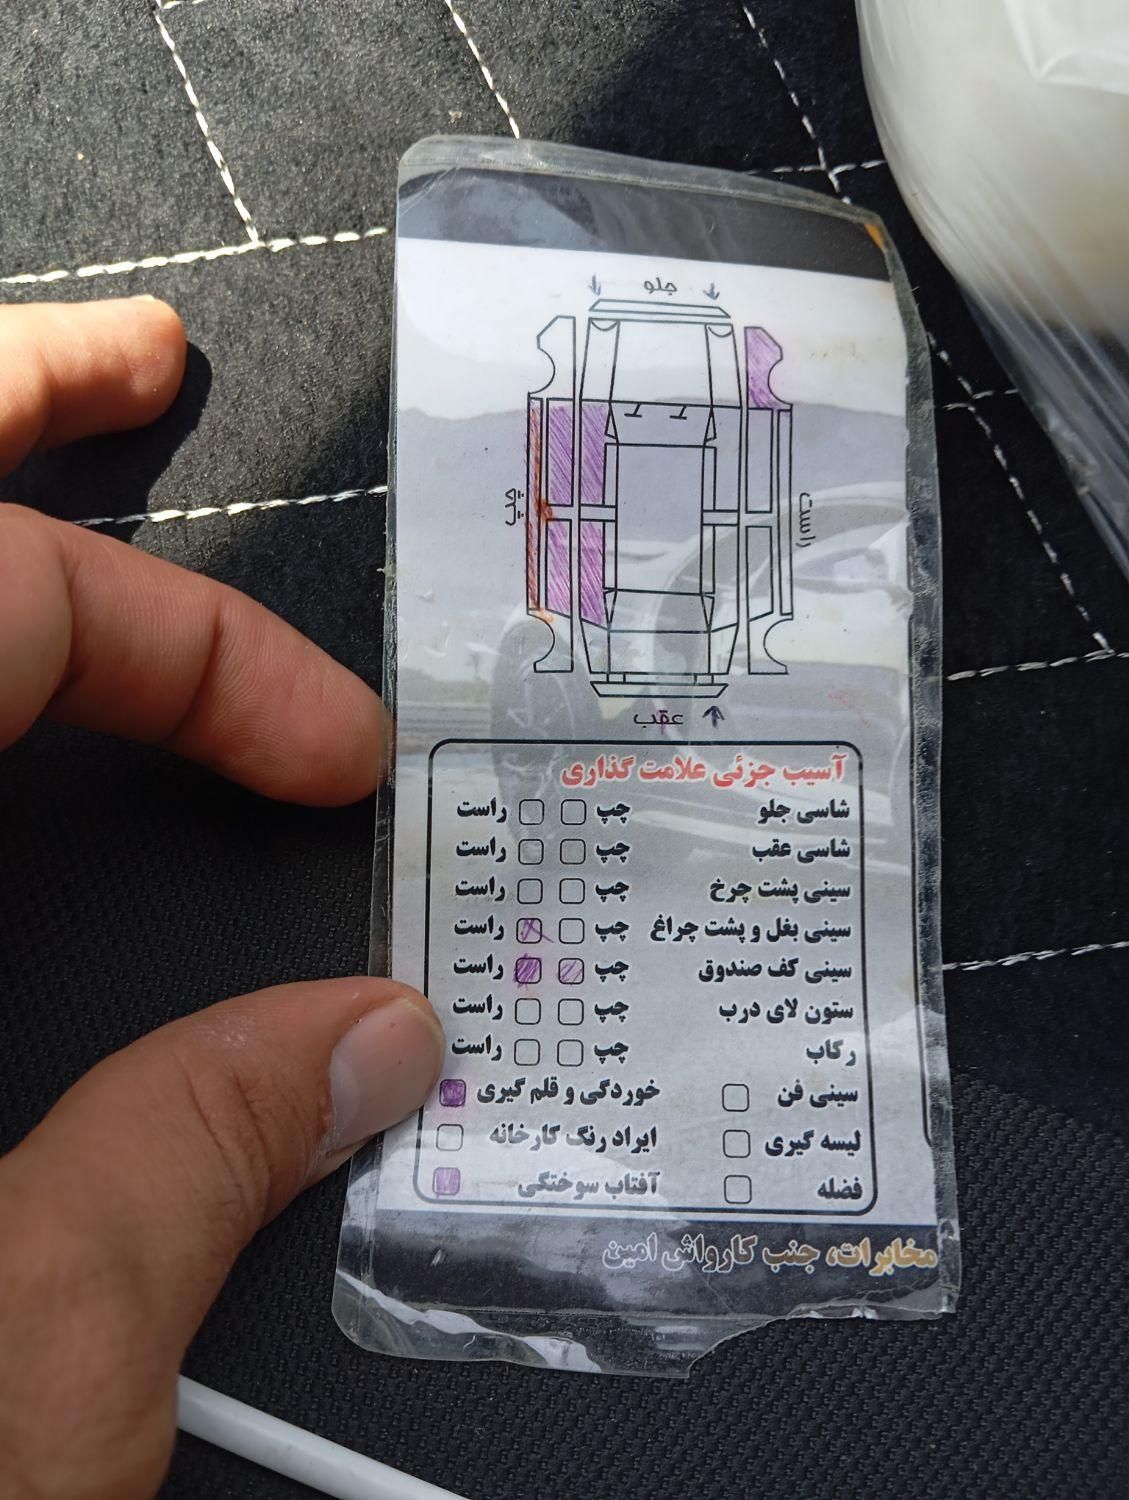 جلو
چپ
راست
عقب
آسیب جزئی علامت گذاری
شاسی جلو چپ راست
شاسی عقب چپ راست
سینی پشت چرخ چپ راست
سینی بغل و پشت چراغ چپ راست
سینی کف صندوق چپ راست
ستون لای درب چپ راست
رکاب چپ راست
سینی فن خوردگی و قلم گیری
لیسه گیری ایراد رنگ کارخانه
فضله آفتاب سوختگی
مخابرات، جنب کارواش امین